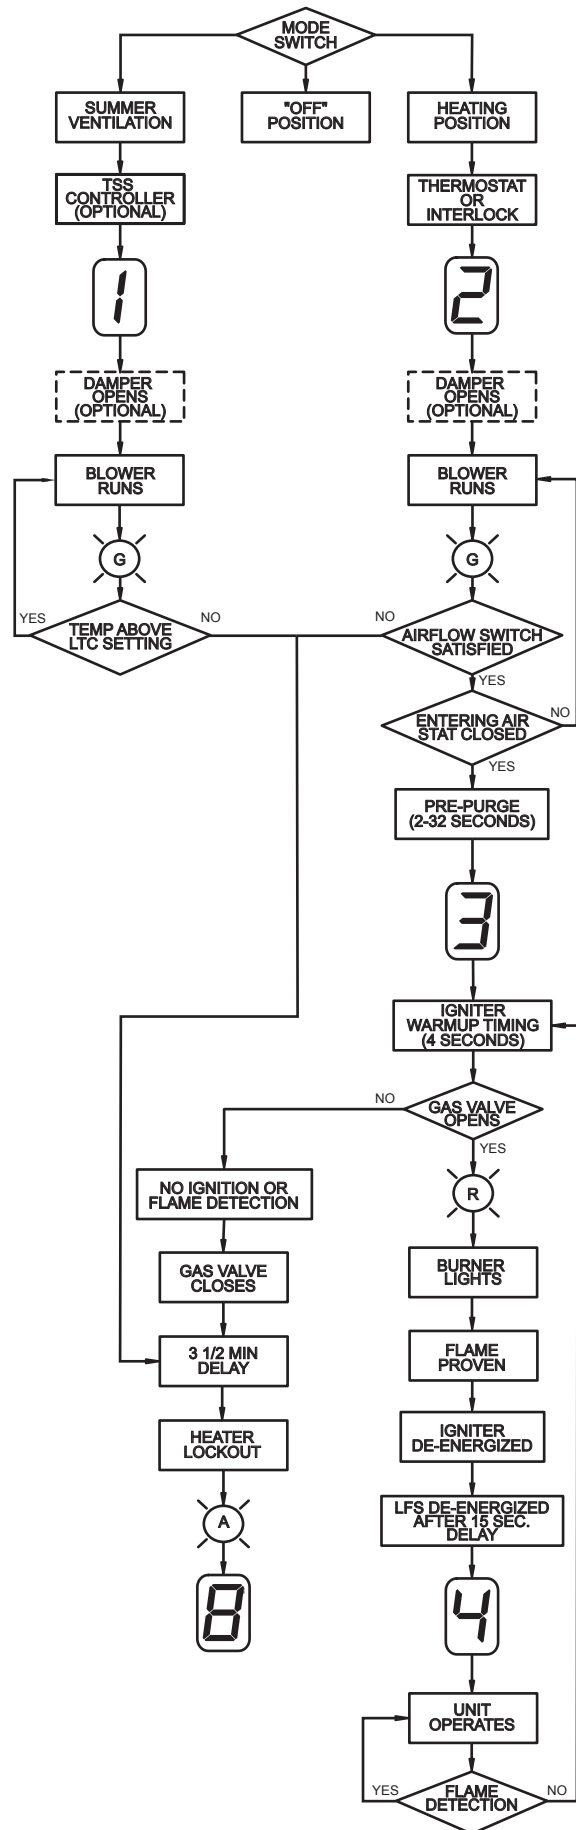 MODE
SWITCH
SUMMER
VENTILATION
"OFF"
POSITION
HEATING
POSITION
TSS
CONTROLLER
(OPTIONAL)
THERMOSTAT
OR
INTERLOCK
1
2
DAMPER
OPENS
(OPTIONAL)
DAMPER
OPENS
(OPTIONAL)
BLOWER
RUNS
BLOWER
RUNS
G
G
YES
TEMP ABOVE
LTC SETTING
NO
NO
AIRFLOW SWITCH
SATISFIED
YES
ENTERING AIR
STAT CLOSED
NO
YES
PRE-PURGE
(2-32 SECONDS)
3
IGNITER
WARMUP TIMING
(4 SECONDS)
NO
GAS VALVE
OPENS
YES
NO IGNITION OR
FLAME DETECTION
R
GAS VALVE
CLOSES
BURNER
LIGHTS
3 1/2 MIN
DELAY
FLAME
PROVEN
HEATER
LOCKOUT
IGNITER
DE-ENERGIZED
A
LFS DE-ENERGIZED
AFTER 15 SEC.
DELAY
8
4
UNIT
OPERATES
YES
FLAME
DETECTION
NO